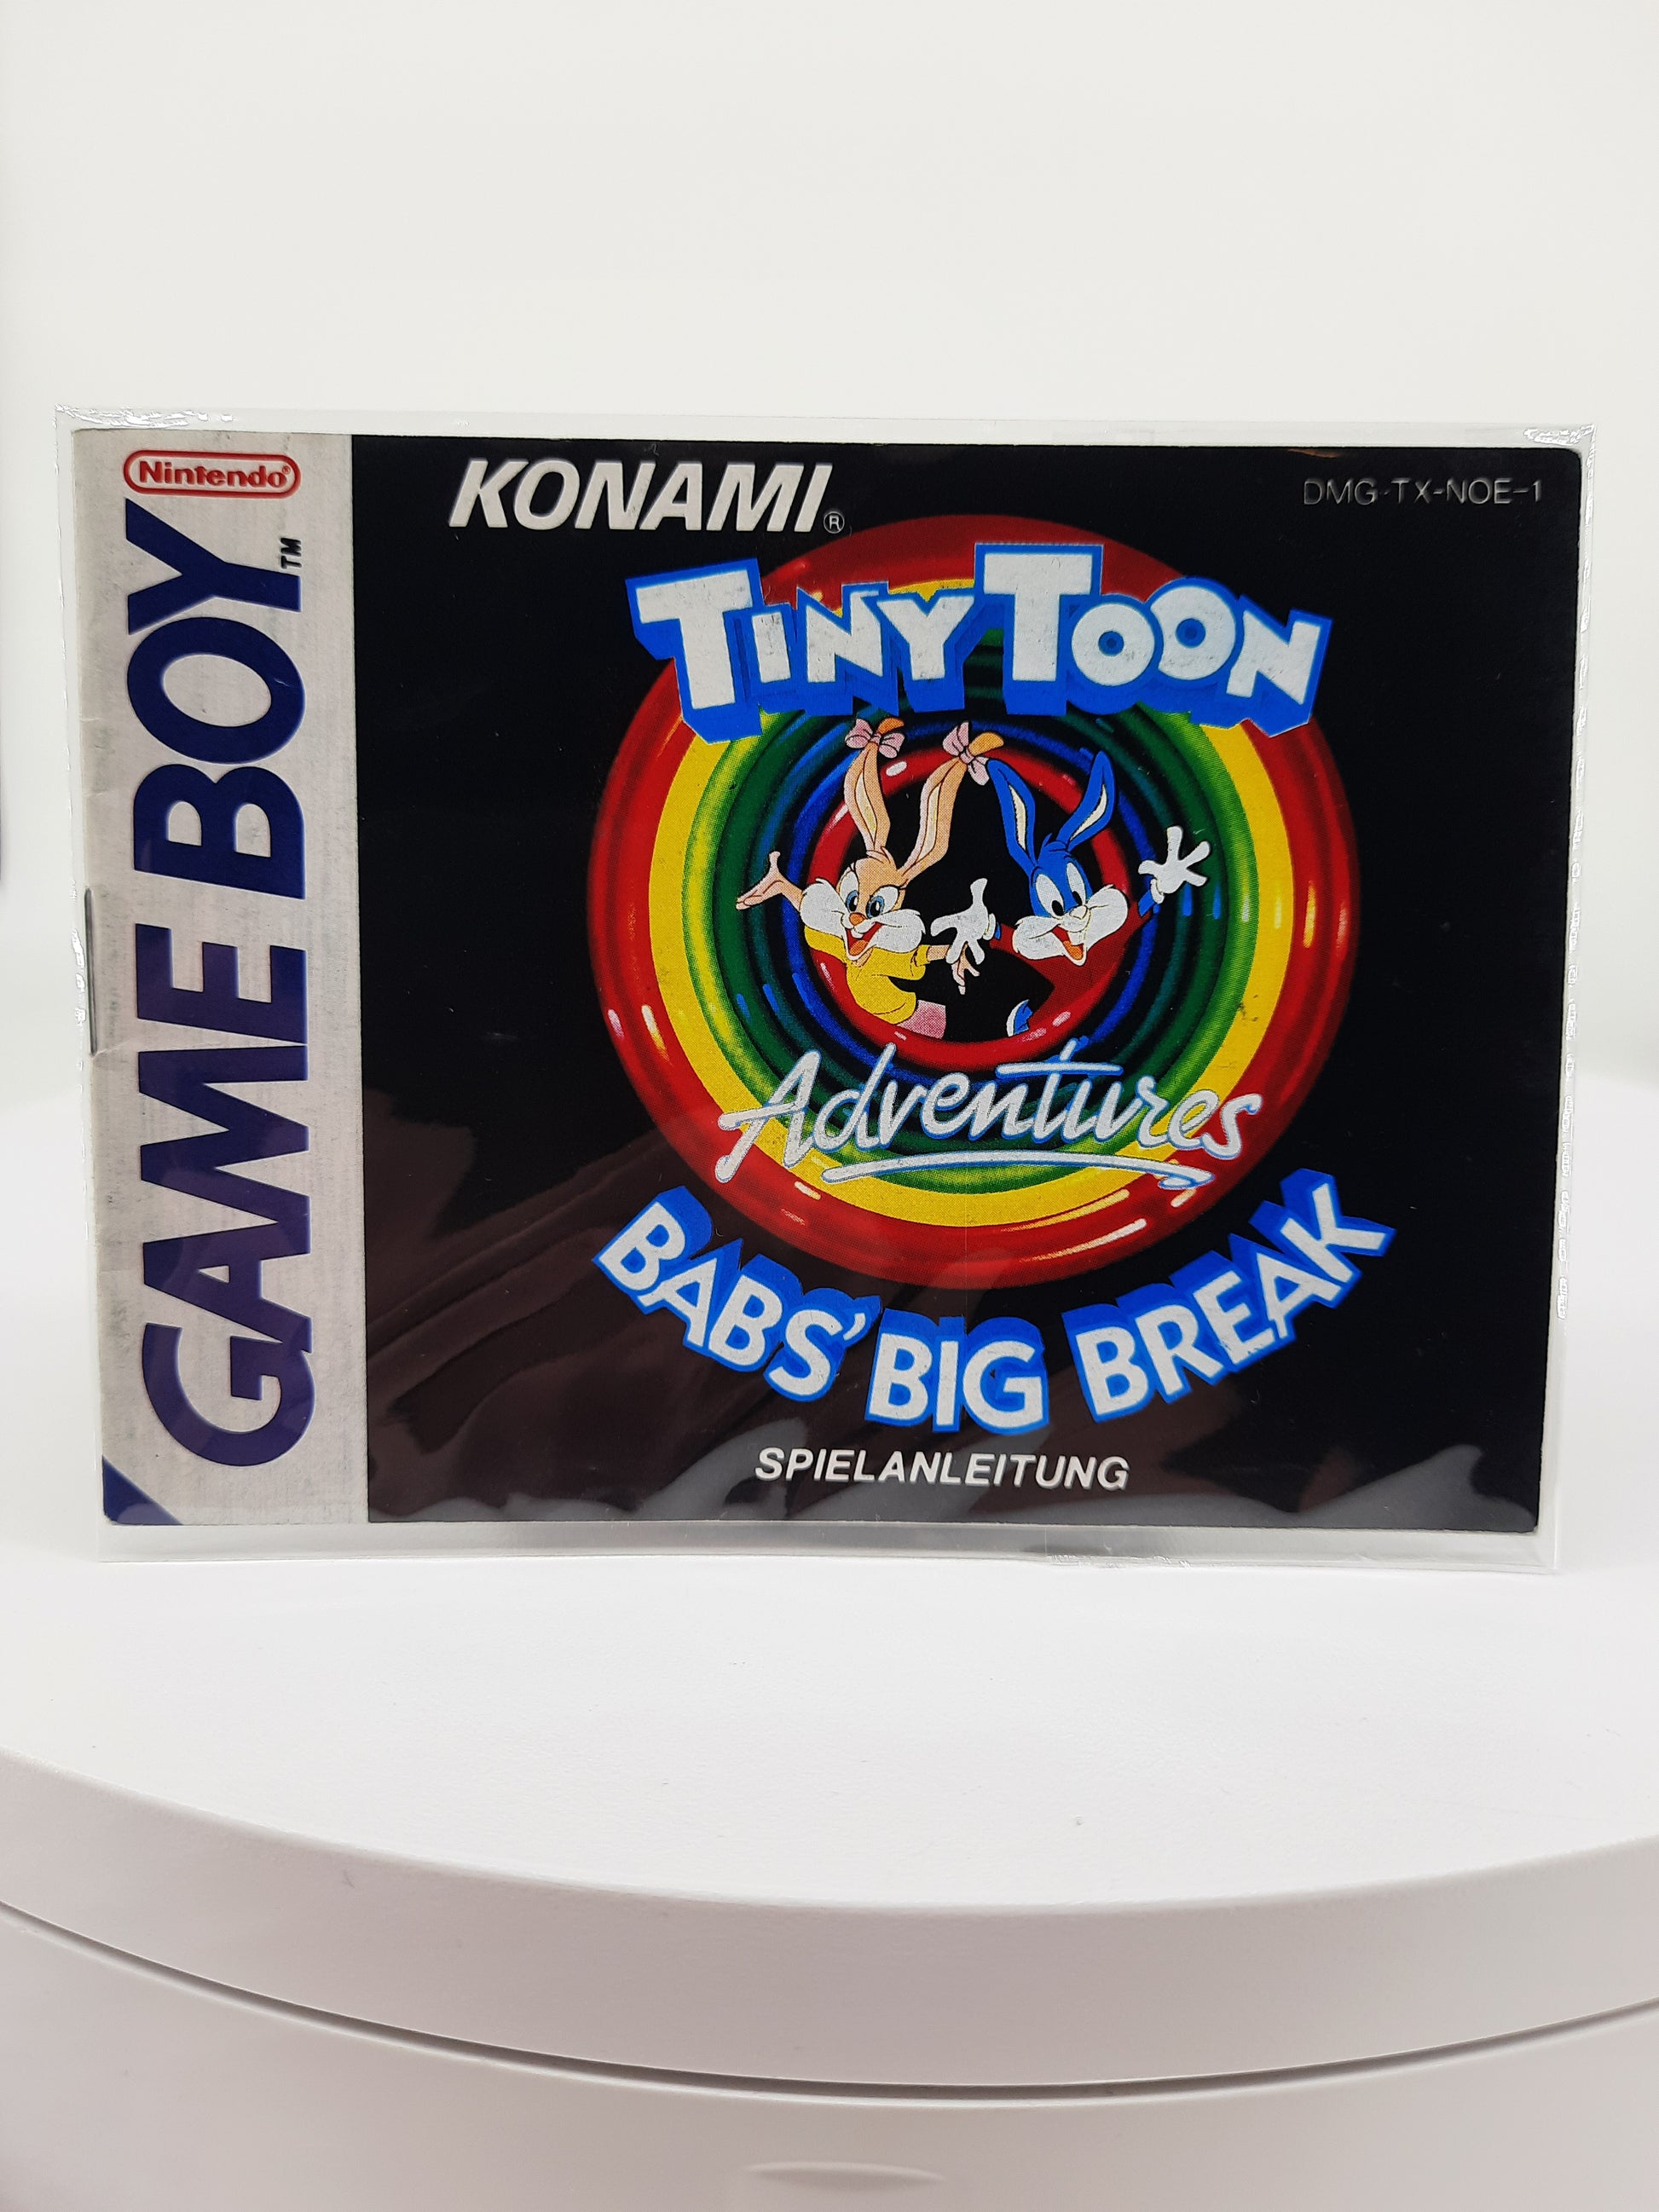 Nintendo®
GAME BOY™
KONAMI®
DMG-TX-NOE-1
TINY TOON
Adventures
BABS' BIG BREAK
SPIELANLEITUNG